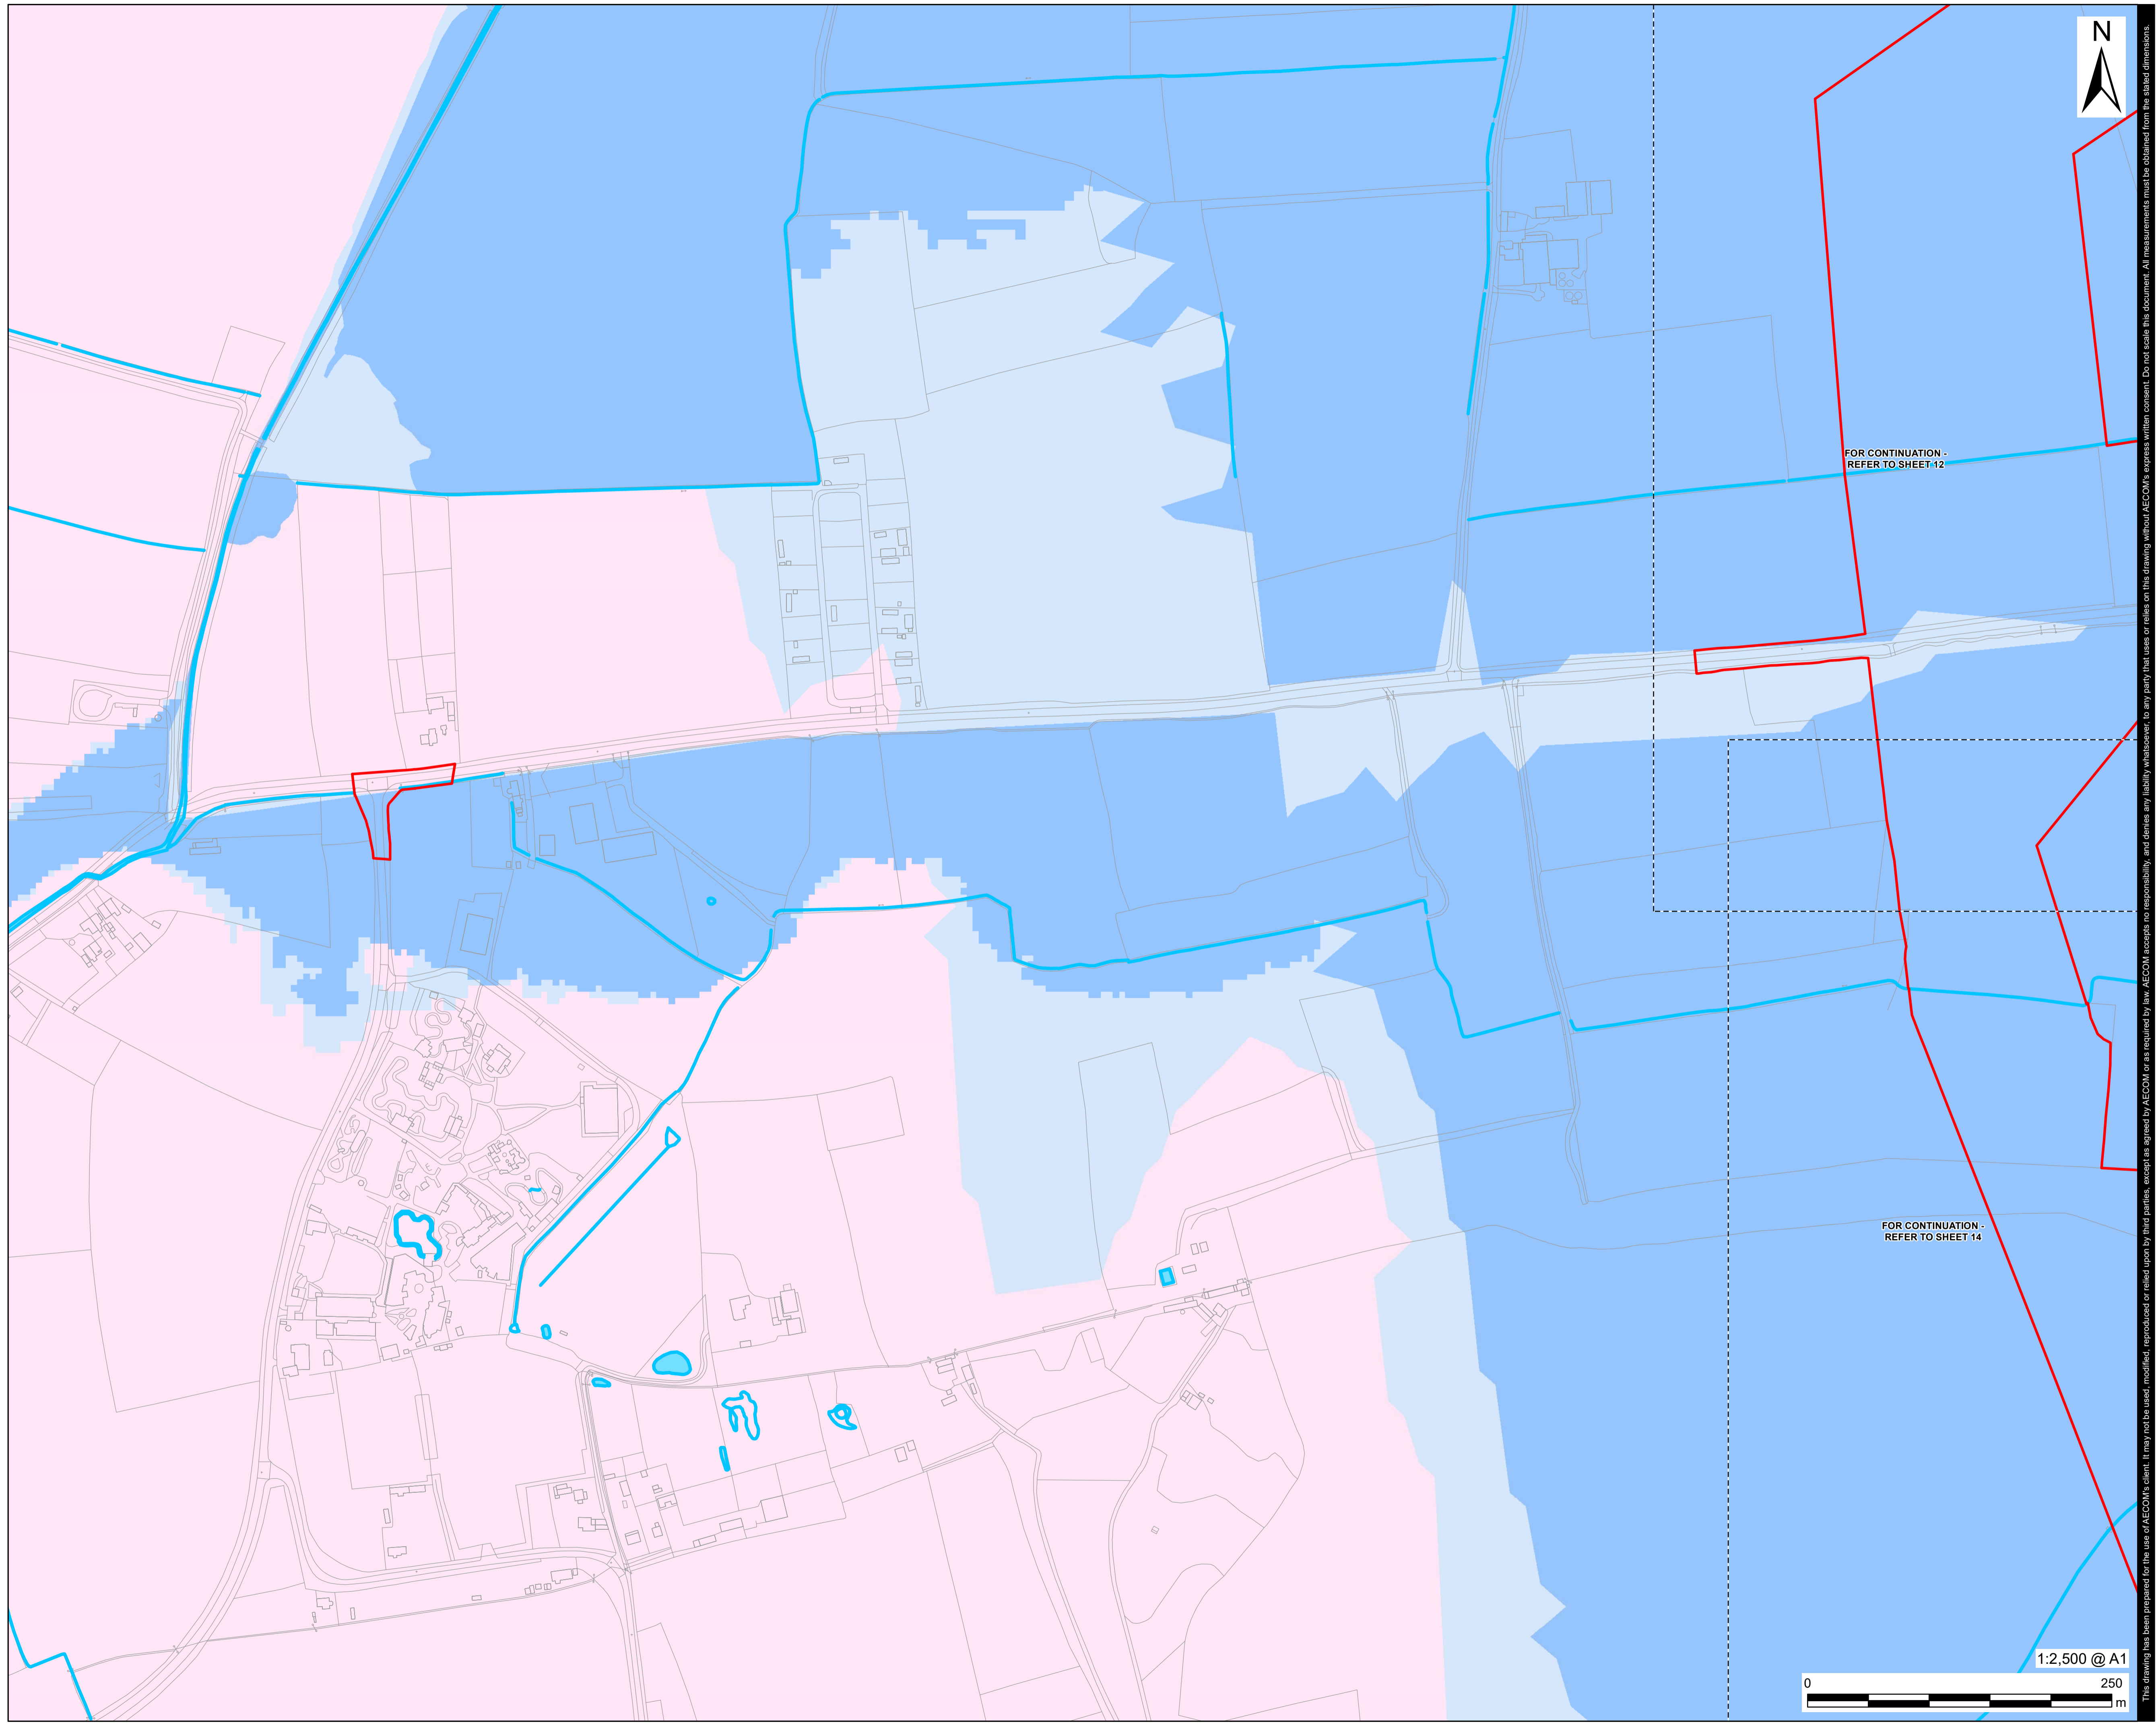 N
FOR CONTINUATION -
REFER TO SHEET 12
FOR CONTINUATION -
REFER TO SHEET 14
1:2,500 @ A1
0 250
m
This drawing has been prepared for the use of AECOM's client. It may not be used, modified, reproduced or relied upon by third parties, except as agreed by AECOM or as required by law. AECOM accepts no responsibility, and denies any liability whatsoever, to any party that uses or relies on this drawing without AECOM's express written consent. Do not scale this document. All measurements must be obtained from the stated dimensions.